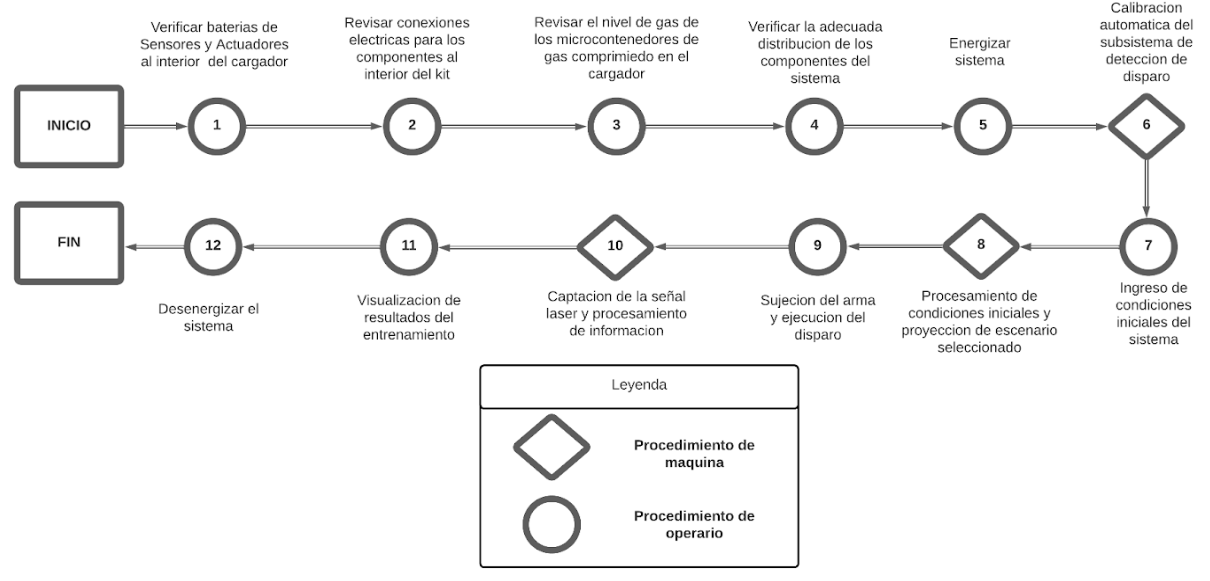 Verificar baterias de
Sensores y Actuadores
al interior del cargador
Revisar conexiones
electricas para los
componentes al
interior del kit
Revisar el nivel de gas de
los microcontenedores de
gas comprimiedo en el
cargador
Verificar la adecuada
distribucion de los
componentes del
sistema
Energizar
sistema
Calibracion
automatica del
subsistema de
deteccion de
disparo
INICIO
1
2
3
4
5
6
FIN
12
11
10
9
8
7
Desenergizar el
sistema
Visualizacion de
resultados del
entrenamiento
Captacion de la señal
laser y procesamiento
de informacion
Sujecion del arma
y ejecucion del
disparo
Procesamiento de
condiciones iniciales y
proyeccion de escenario
seleccionado
Ingreso de
condiciones
iniciales del
sistema
Leyenda
Procedimiento de
maquina
Procedimiento de
operario